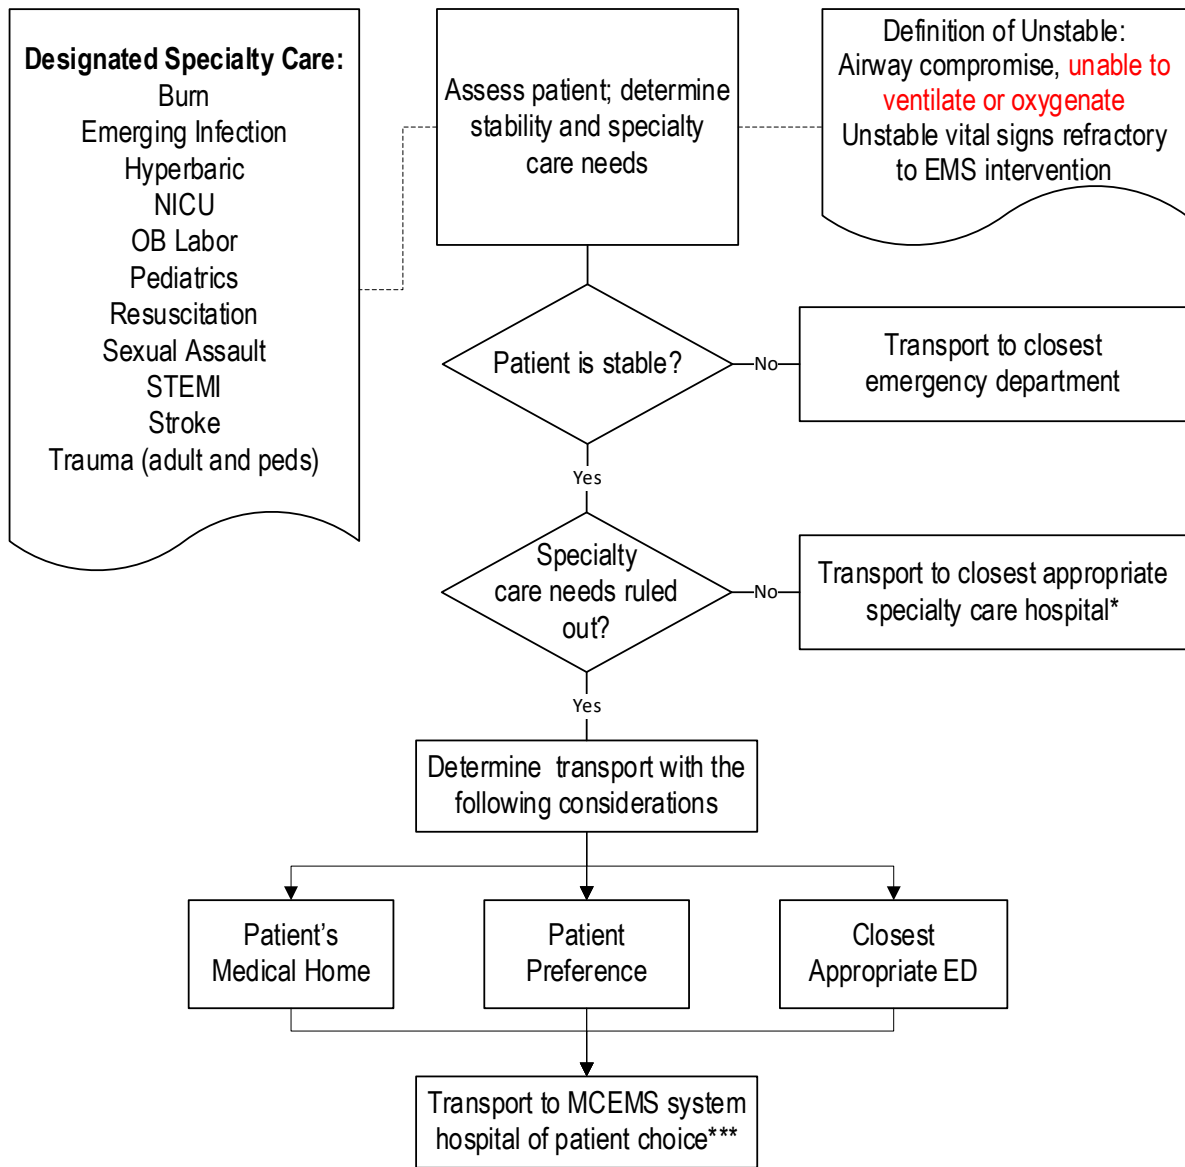 Designated Specialty Care:
Burn
Emerging Infection
Hyperbaric
NICU
OB Labor
Pediatrics
Resuscitation
Sexual Assault
STEMI
Stroke
Trauma (adult and peds)
Assess patient; determine
stability and specialty
care needs
Definition of Unstable:
Airway compromise, unable to
ventilate or oxygenate
Unstable vital signs refractory
to EMS intervention
Patient is stable?
No
Transport to closest
emergency department
Yes
Specialty
care needs ruled
out?
No
Transport to closest appropriate
specialty care hospital*
Yes
Determine transport with the
following considerations
Patient's
Medical Home
Patient
Preference
Closest
Appropriate ED
Transport to MCEMS system
hospital of patient choice***